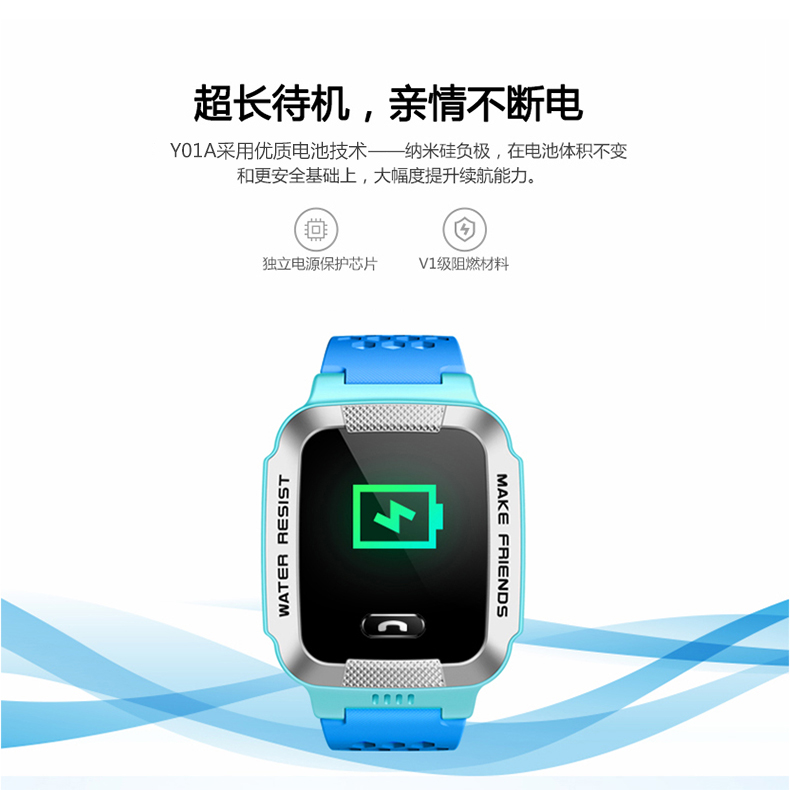 超长待机，亲情不断电
Y01A采用优质电池技术——纳米硅负极，在电池体积不变
和更安全基础上，大幅度提升续航能力。
独立电源保护芯片
V1级阻燃材料
WATER RESIST
MAKE FRIENDS